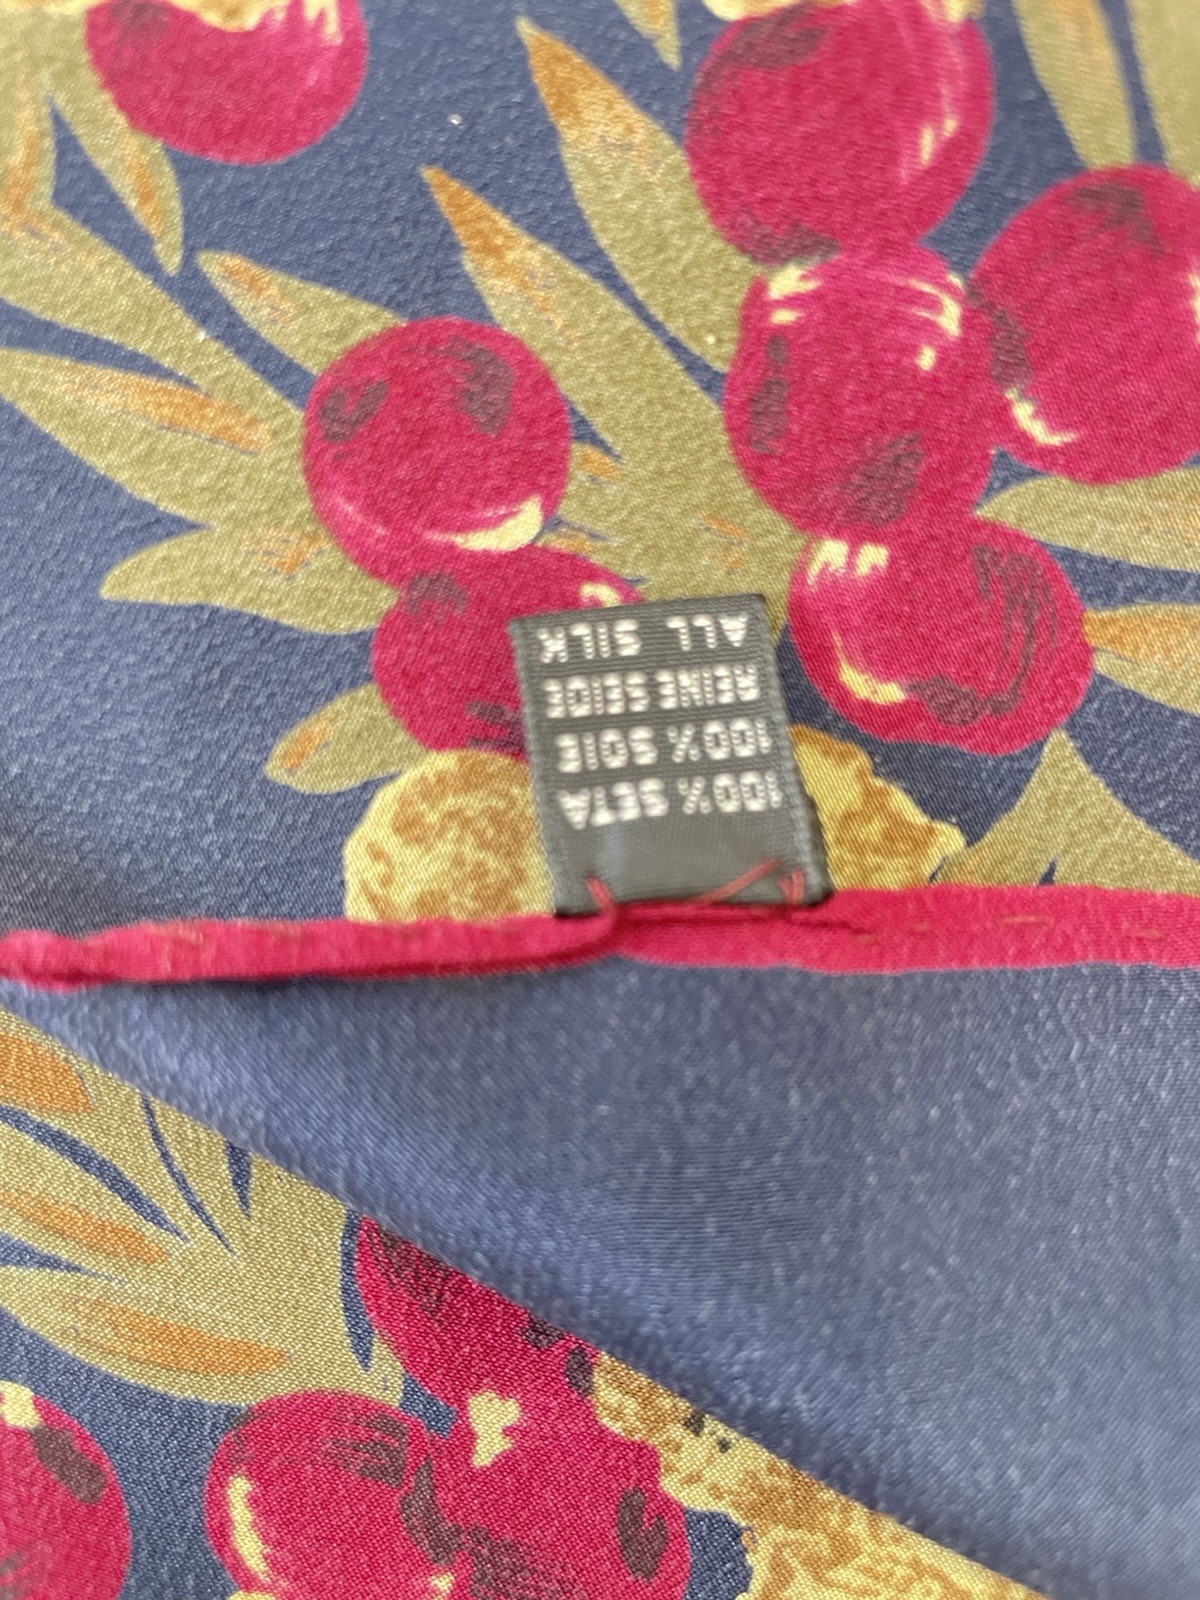 100% SETA
100% SOIE
REINE SEIDE
ALL SILK